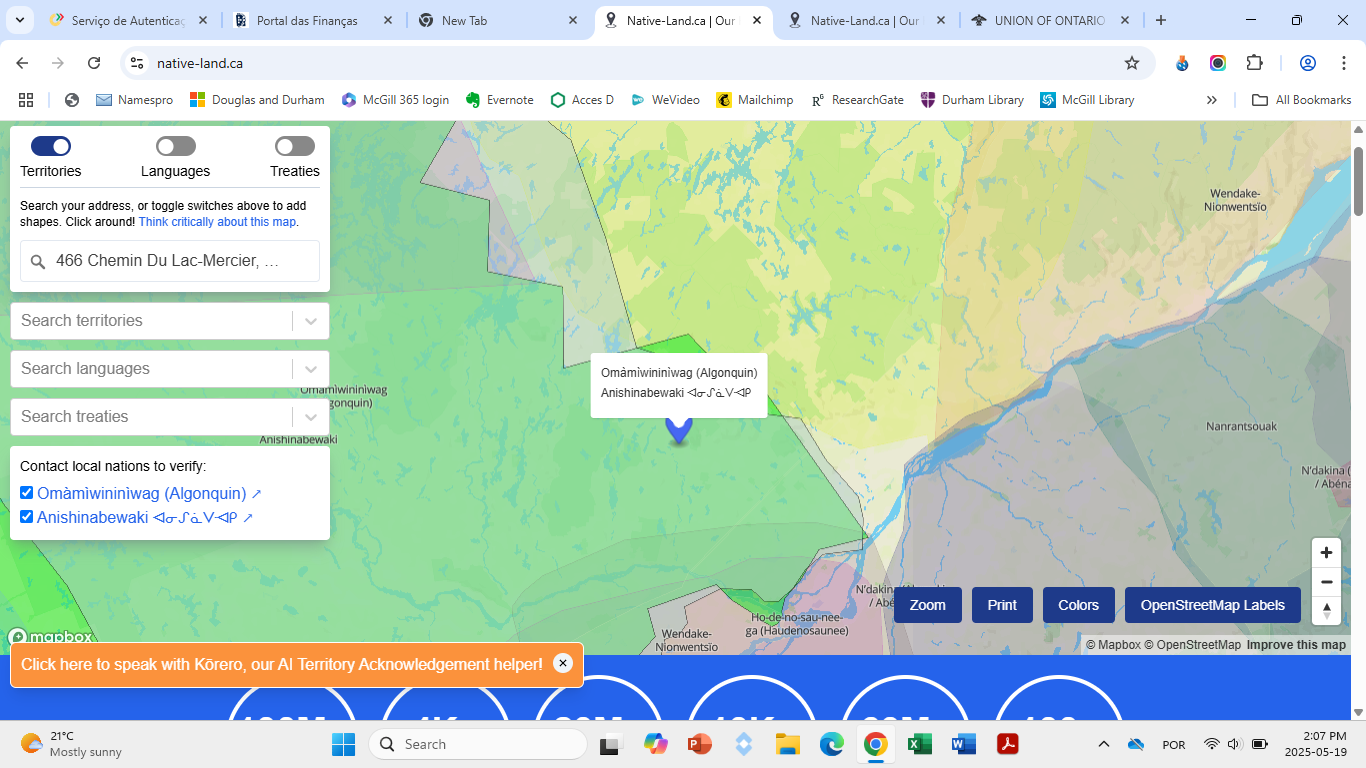 Serviço de Autenticaç
Portal das Finanças
New Tab
Native-Land.ca | Our
Native-Land.ca | Our
UNION OF ONTARIO
native-land.ca
Namespro
Douglas and Durham
McGill 365 login
Evernote
Acces D
WeVideo
Mailchimp
ResearchGate
Durham Library
McGill Library
All Bookmarks
Territories
Languages
Treaties
Search your address, or toggle switches above to add
shapes. Click around! Think critically about this map.
466 Chemin Du Lac-Mercier, …
Search territories
Search languages
Search treaties
Omàmìwininìwag
gonquin)
Anishinabewaki
Contact local nations to verify:
Omàmìwininìwag (Algonquin) ↗
Anishinabewaki ᐊᓂᔑᓈᐯᐗᑭ ↗
Omàmìwininìwag (Algonquin)
Anishinabewaki ᐊᓂᔑᓈᐯᐗᑭ
Wendake-
Nionwentsïo
Nanrantsouak
N'dakina (
/ Abéna
N'dakina
/ Abé
Ho-de-no-sau-nee-
ga (Haudenosaunee)
Wendake-
Nionwentsïo
Zoom
Print
Colors
OpenStreetMap Labels
mapbox
© Mapbox © OpenStreetMap Improve this map
Click here to speak with Kōrero, our AI Territory Acknowledgement helper!
21°C
Mostly sunny
Search
POR
2:07 PM
2025-05-19